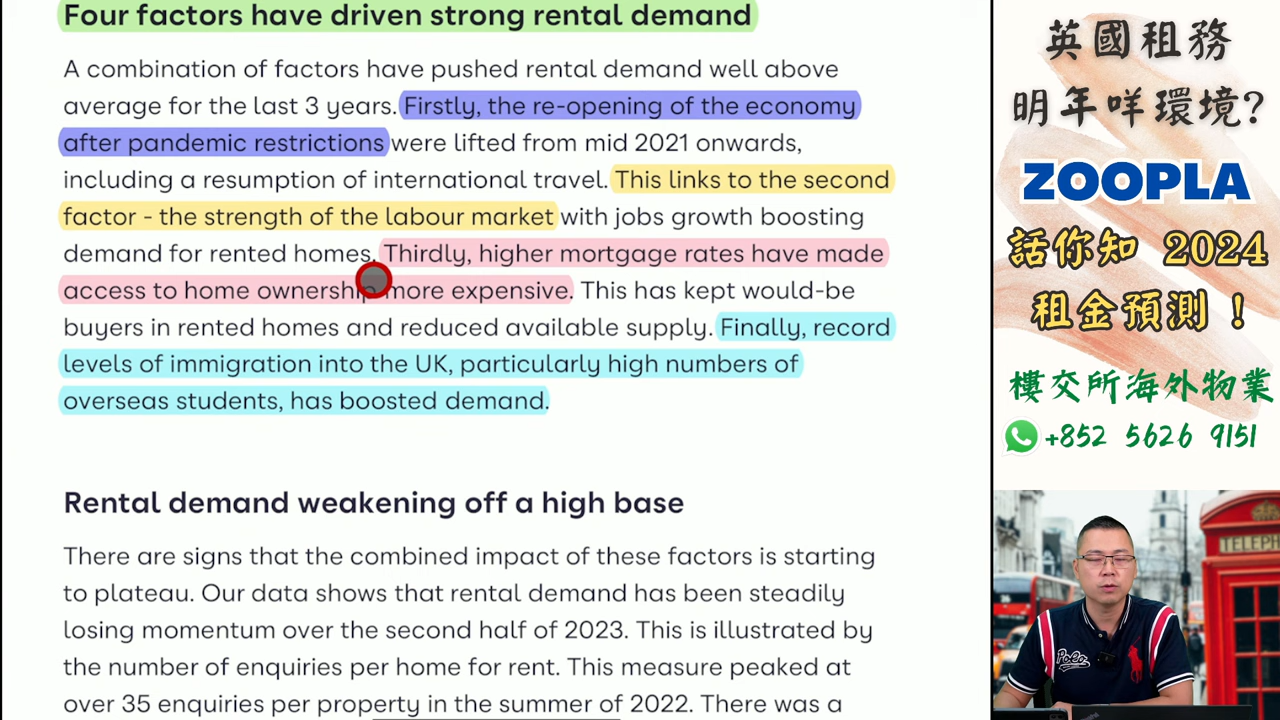 Four factors have driven strong rental demand
A combination of factors have pushed rental demand well above
average for the last 3 years. Firstly, the re-opening of the economy
after pandemic restrictions were lifted from mid 2021 onwards,
including a resumption of international travel. This links to the second
factor - the strength of the labour market with jobs growth boosting
demand for rented homes. Thirdly, higher mortgage rates have made
access to home ownership more expensive. This has kept would-be
buyers in rented homes and reduced available supply. Finally, record
levels of immigration into the UK, particularly high numbers of
overseas students, has boosted demand.
Rental demand weakening off a high base
There are signs that the combined impact of these factors is starting
to plateau. Our data shows that rental demand has been steadily
losing momentum over the second half of 2023. This is illustrated by
the number of enquiries per home for rent. This measure peaked at
over 35 enquiries per property in the summer of 2022. There was a
英國租務
明年咩環境?
ZOOPLA
話你知 2024
租金預測 !
樓交所海外物業
+852 5626 9151
TELEPH
Polo